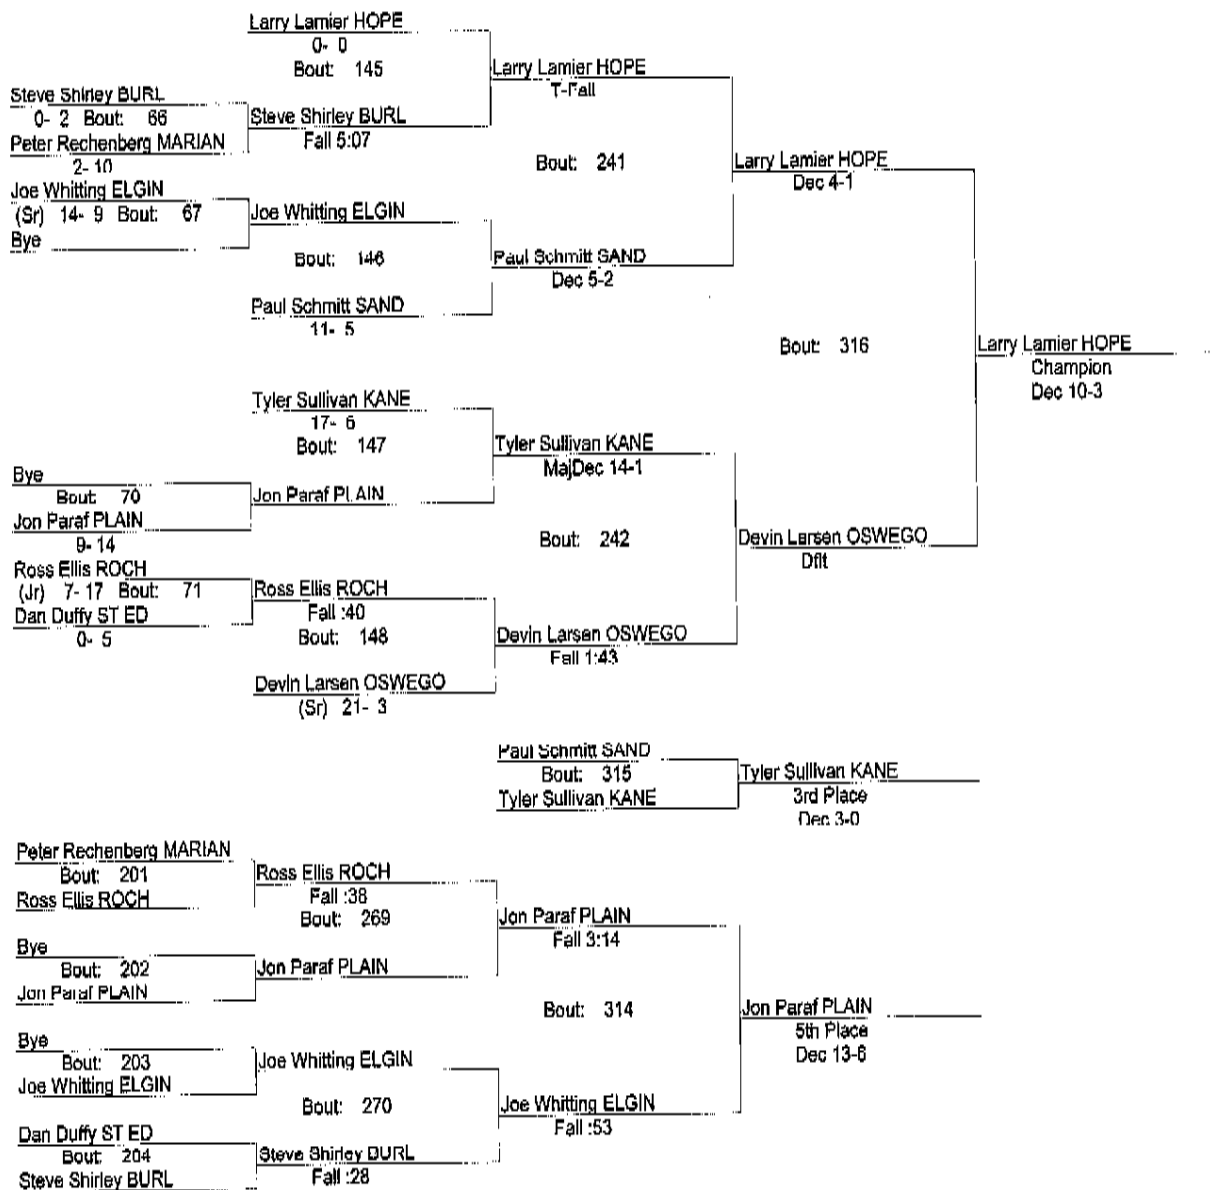 Larry Lamier HOPE
0- 0
Bout: 145
Larry Lamier HOPE
T-Fall
Steve Shirley BURL
0- 2 Bout: 66
Steve Shirley BURL
Fall 5:07
Peter Rechenberg MARIAN
2- 10
Bout: 241
Larry Lamier HOPE
Dec 4-1
Joe Whitting ELGIN
(Sr) 14- 9 Bout: 67
Joe Whitting ELGIN
Bye
Bout: 146
Paul Schmitt SAND
Dec 5-2
Paul Schmitt SAND
11- 5
Bout: 316
Larry Lamier HOPE
Champion
Dec 10-3
Tyler Sullivan KANE
17- 6
Bout: 147
Tyler Sullivan KANE
MajDec 14-1
Bye
Bout: 70
Jon Paraf PLAIN
Jon Paraf PLAIN
9- 14
Bout: 242
Devin Larsen OSWEGO
Dflt
Ross Ellis ROCH
(Jr) 7- 17 Bout: 71
Ross Ellis ROCH
Fall :40
Dan Duffy ST ED
0- 5
Bout: 148
Devin Larsen OSWEGO
Fall 1:43
Devin Larsen OSWEGO
(Sr) 21- 3
Paul Schmitt SAND
Bout: 315
Tyler Sullivan KANE
Tyler Sullivan KANE
3rd Place
Dec 3-0
Peter Rechenberg MARIAN
Bout: 201
Ross Ellis ROCH
Ross Ellis ROCH
Fall :38
Bout: 269
Jon Paraf PLAIN
Fall 3:14
Bye
Bout: 202
Jon Paraf PLAIN
Jon Paraf PLAIN
Bout: 314
Jon Paraf PLAIN
5th Place
Dec 13-6
Bye
Bout: 203
Joe Whitting ELGIN
Joe Whitting ELGIN
Bout: 270
Joe Whitting ELGIN
Fall :53
Dan Duffy ST ED
Bout: 204
Steve Shirley BURL
Steve Shirley BURL
Fall :28